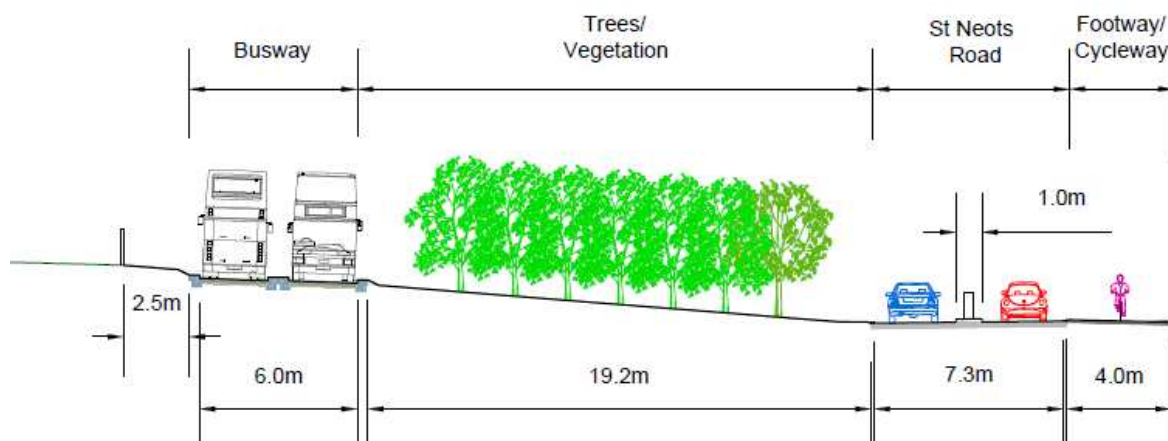 Busway
Trees/
Vegetation
St Neots
Road
Footway/
Cycleway
1.0m
2.5m
6.0m
19.2m
7.3m
4.0m